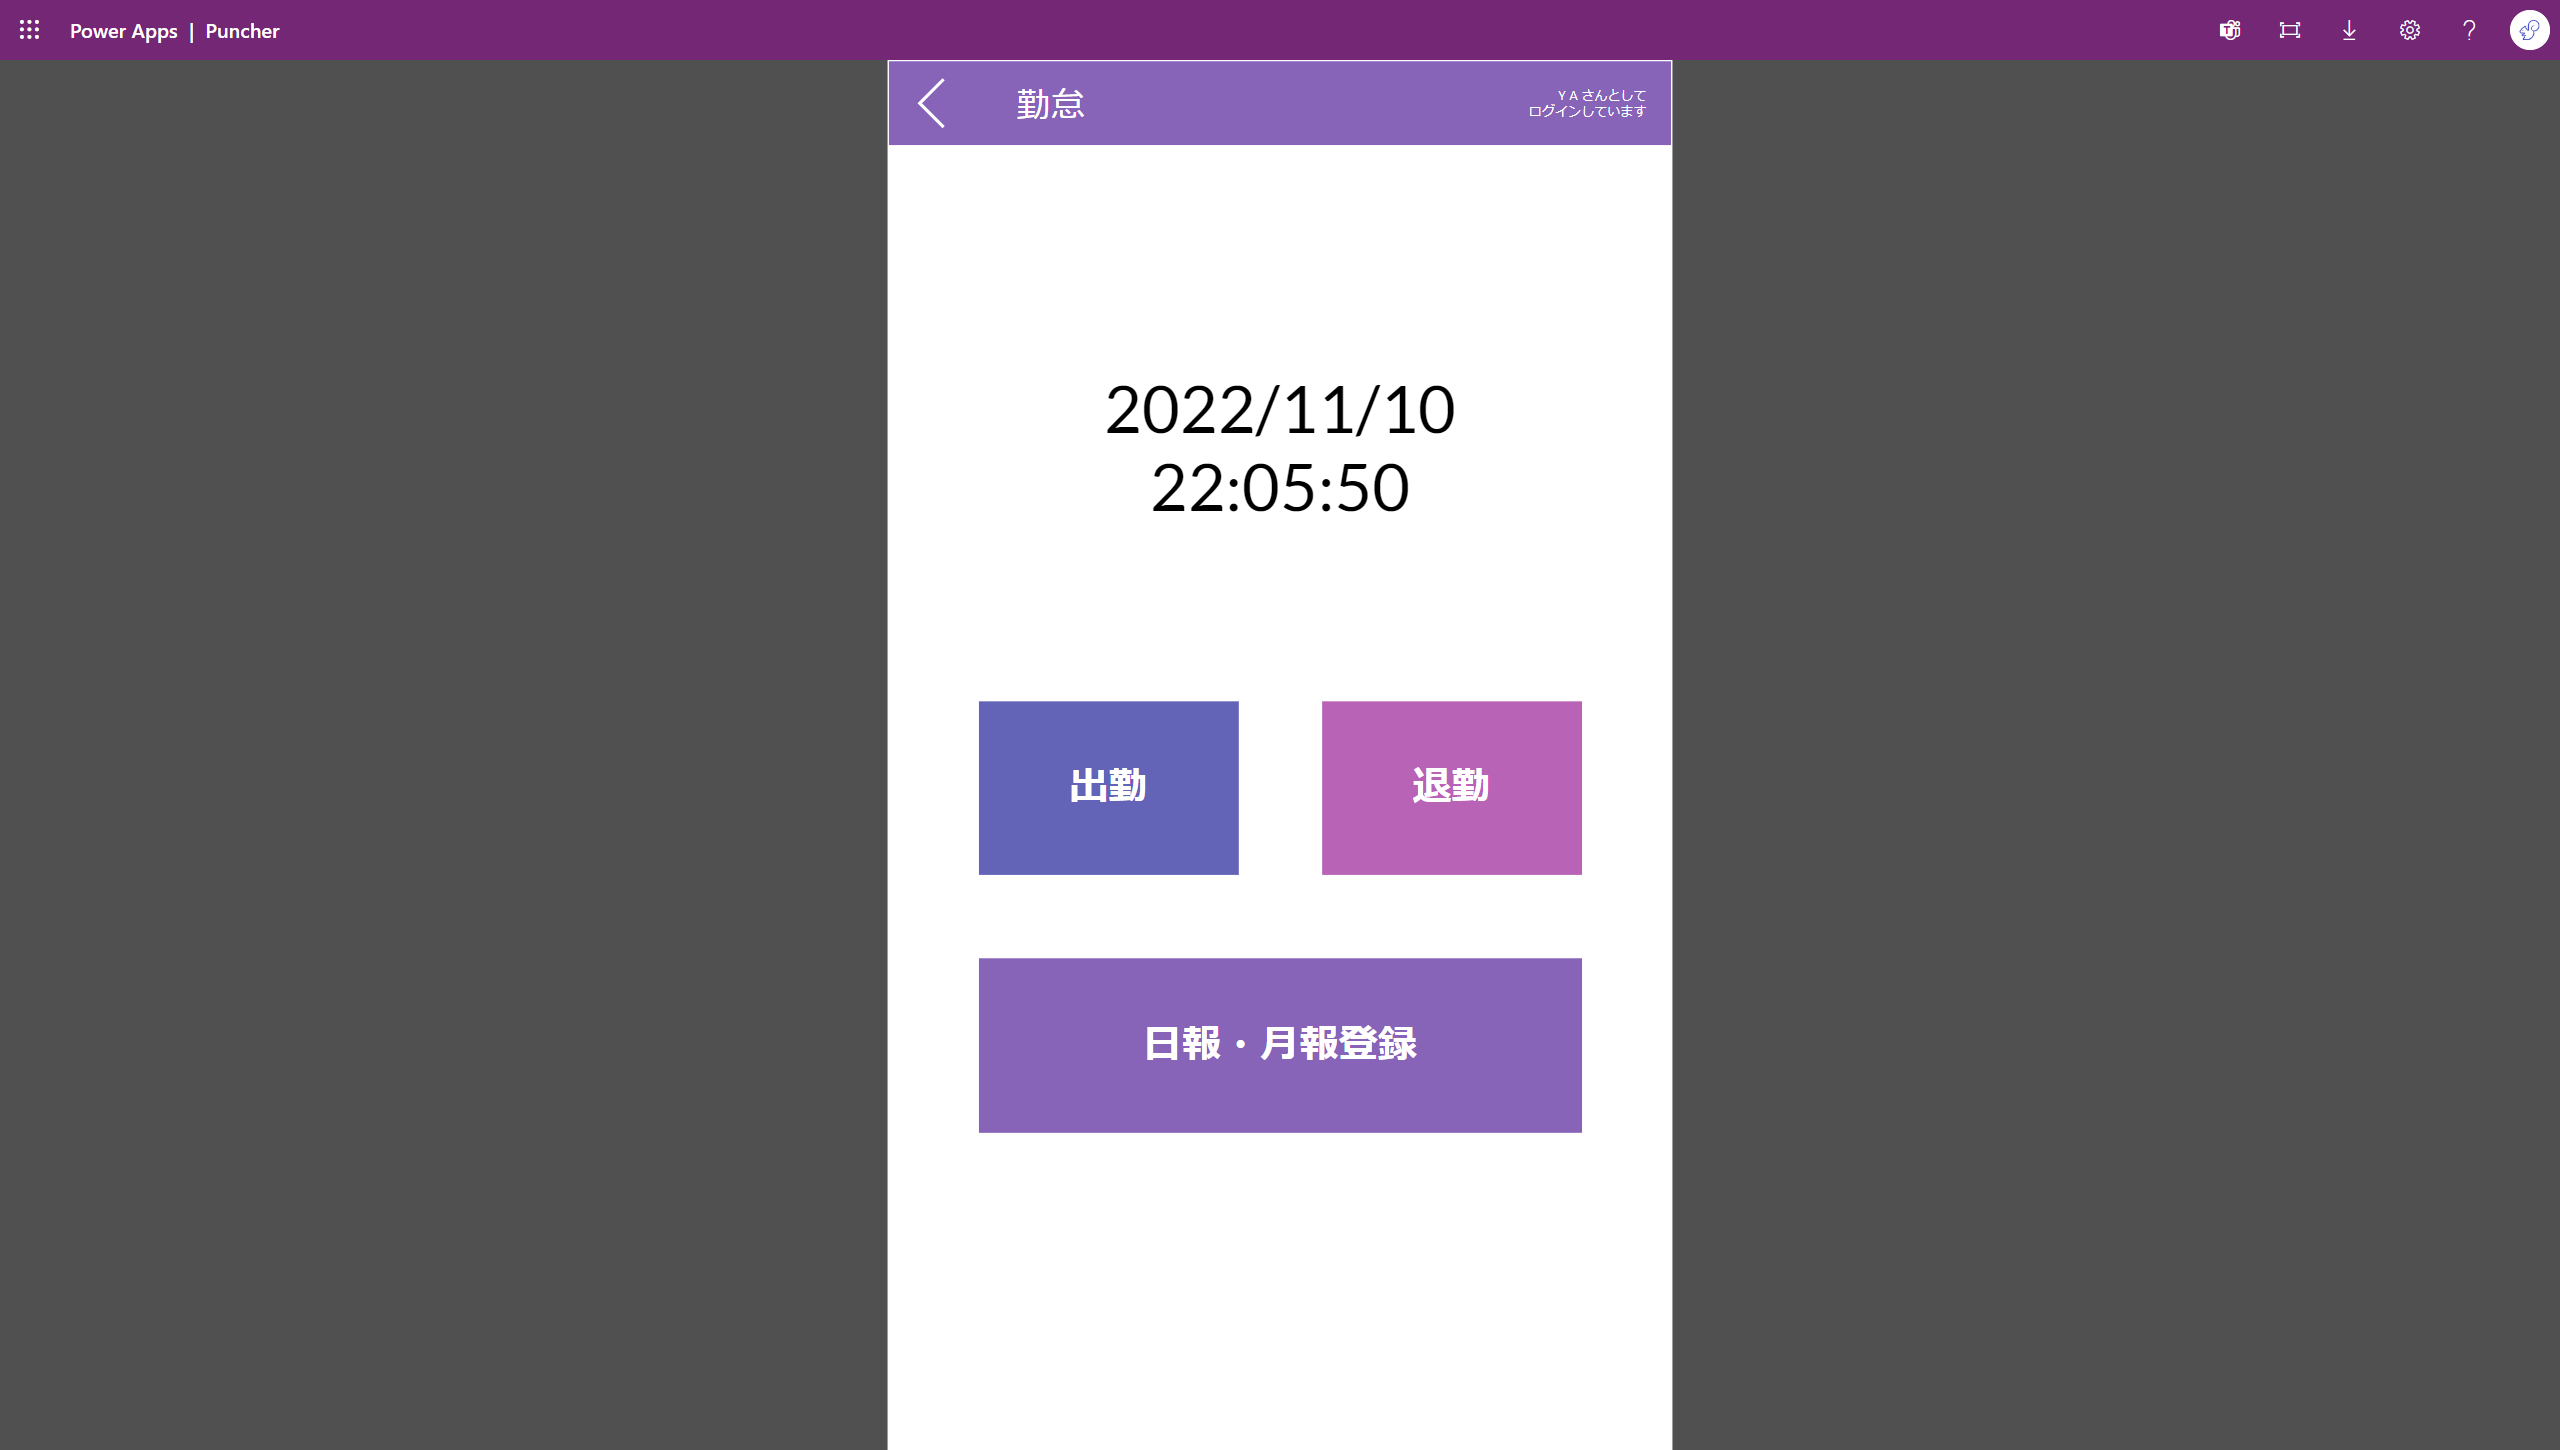 Power Apps | Puncher
勤怠
Y A さんとして
ログインしています
2022/11/10
22:05:50
出勤
退勤
日報・月報登録